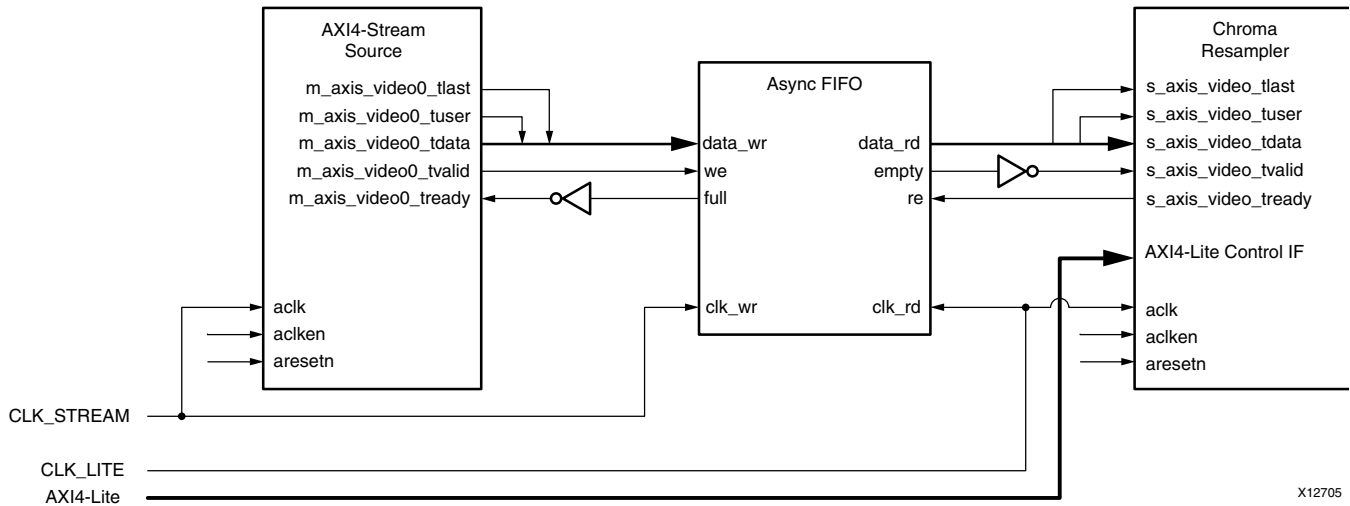 AXI4-Stream
Source
m_axis_video0_tlast
m_axis_video0_tuser
m_axis_video0_tdata
m_axis_video0_tvalid
m_axis_video0_tready
aclk
aclken
aresetn
Async FIFO
data_wr
we
full
clk_wr
data_rd
empty
re
clk_rd
Chroma
Resampler
s_axis_video_tlast
s_axis_video_tuser
s_axis_video_tdata
s_axis_video_tvalid
s_axis_video_tready
AXI4-Lite Control IF
aclk
aclken
aresetn
CLK_STREAM
CLK_LITE
AXI4-Lite
X12705